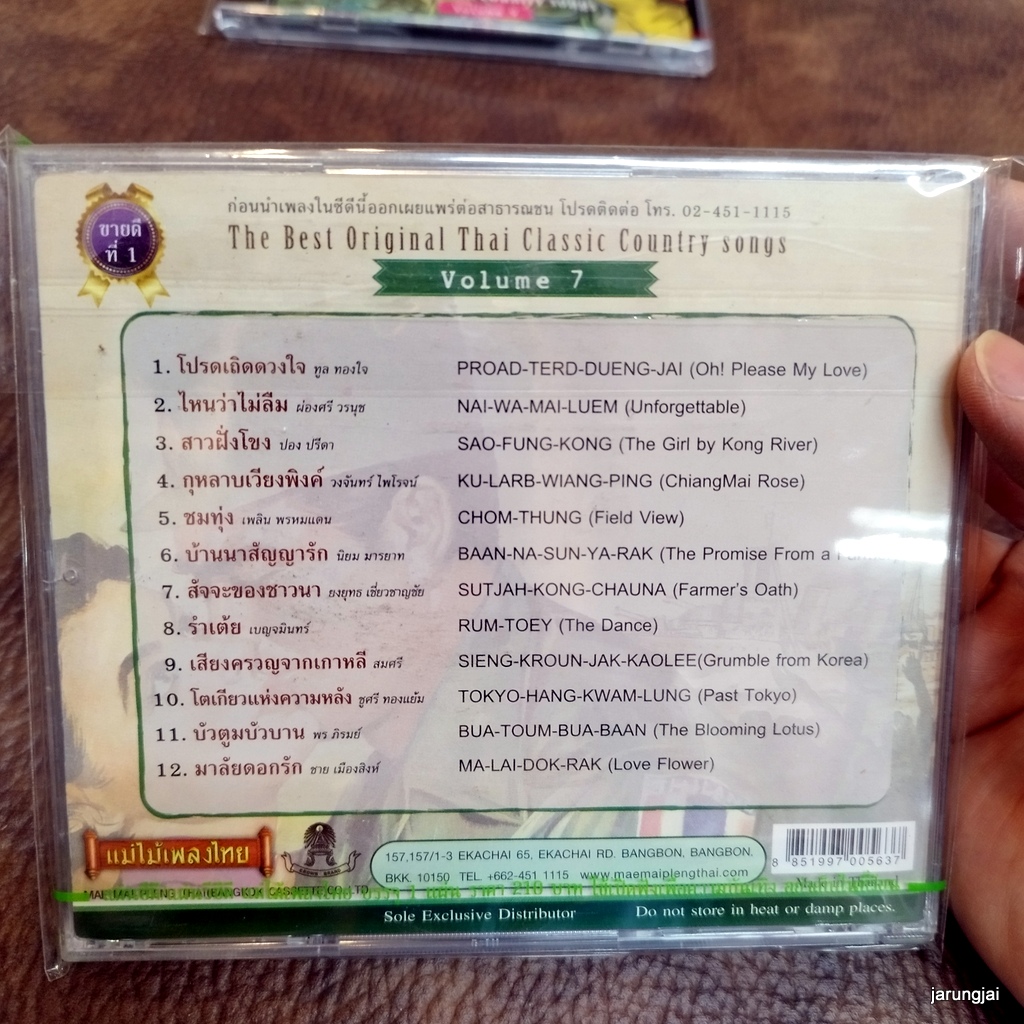 ขายดี
ที่ 1
ก่อนนำเพลงในซีดีนี้ออกเผยแพร่ต่อสาธารณชน โปรดติดต่อ โทร. 02-451-1115
The Best Original Thai Classic Country songs
Volume 7
1. โปรดเถิดดวงใจ ทูล ทองใจ PROAD-TERD-DUENG-JAI (Oh! Please My Love)
2. ไหนว่าไม่ลืม ผ่องศรี วรนุช NAI-WA-MAI-LUEM (Unforgettable)
3. สาวฝั่งโขง ปอง ปรีดา SAO-FUNG-KONG (The Girl by Kong River)
4. กุหลาบเวียงพิงค์ วงจันทร์ ไพโรจน์ KU-LARB-WIANG-PING (ChiangMai Rose)
5. ชมทุ่ง เพลิน พรหมแดน CHOM-THUNG (Field View)
6. บ้านนาสัญญารัก นิยม มารยาท BAAN-NA-SUN-YA-RAK (The Promise From a
7. สัจจะของชาวนา ยงยุทธ เชี่ยวชาญชัย SUTJAH-KONG-CHAUNA (Farmer's Oath)
8. รำเต้ย เบญจมินทร์ RUM-TOEY (The Dance)
9. เสียงครวญจากเกาหลี สมศรี SIENG-KROUN-JAK-KAOLEE(Grumble from Korea)
10. โตเกียวแห่งความหลัง ชูศรี ทองแย้ม TOKYO-HANG-KWAM-LUNG (Past Tokyo)
11. บัวตูมบัวบาน พร ภิรมย์ BUA-TOUM-BUA-BAAN (The Blooming Lotus)
12. มาลัยดอกรัก ชาย เมืองสิงห์ MA-LAI-DOK-RAK (Love Flower)
แม่ไม้เพลงไทย
157,157/1-3 EKACHAI 65, EKACHAI RD. BANGBON, BANGBON.
BKK. 10150 TEL. +662-451 1115 www.maemaiplengthai.com
8 851997 005637
Made in Thailand
Sole Exclusive Distributor Do not store in heat or damp places.
jarungjai